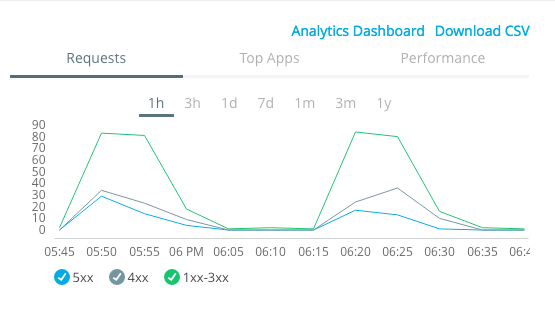 Analytics Dashboard Download CSV
Requests Top Apps Performance
1h 3h 1d 7d 1m 3m 1y
90
80
70
60
50
40
30
20
10
0
05:45 05:50 05:55 06 PM 06:05 06:10 06:15 06:20 06:25 06:30 06:35 06:4
5xx 4xx 1xx-3xx